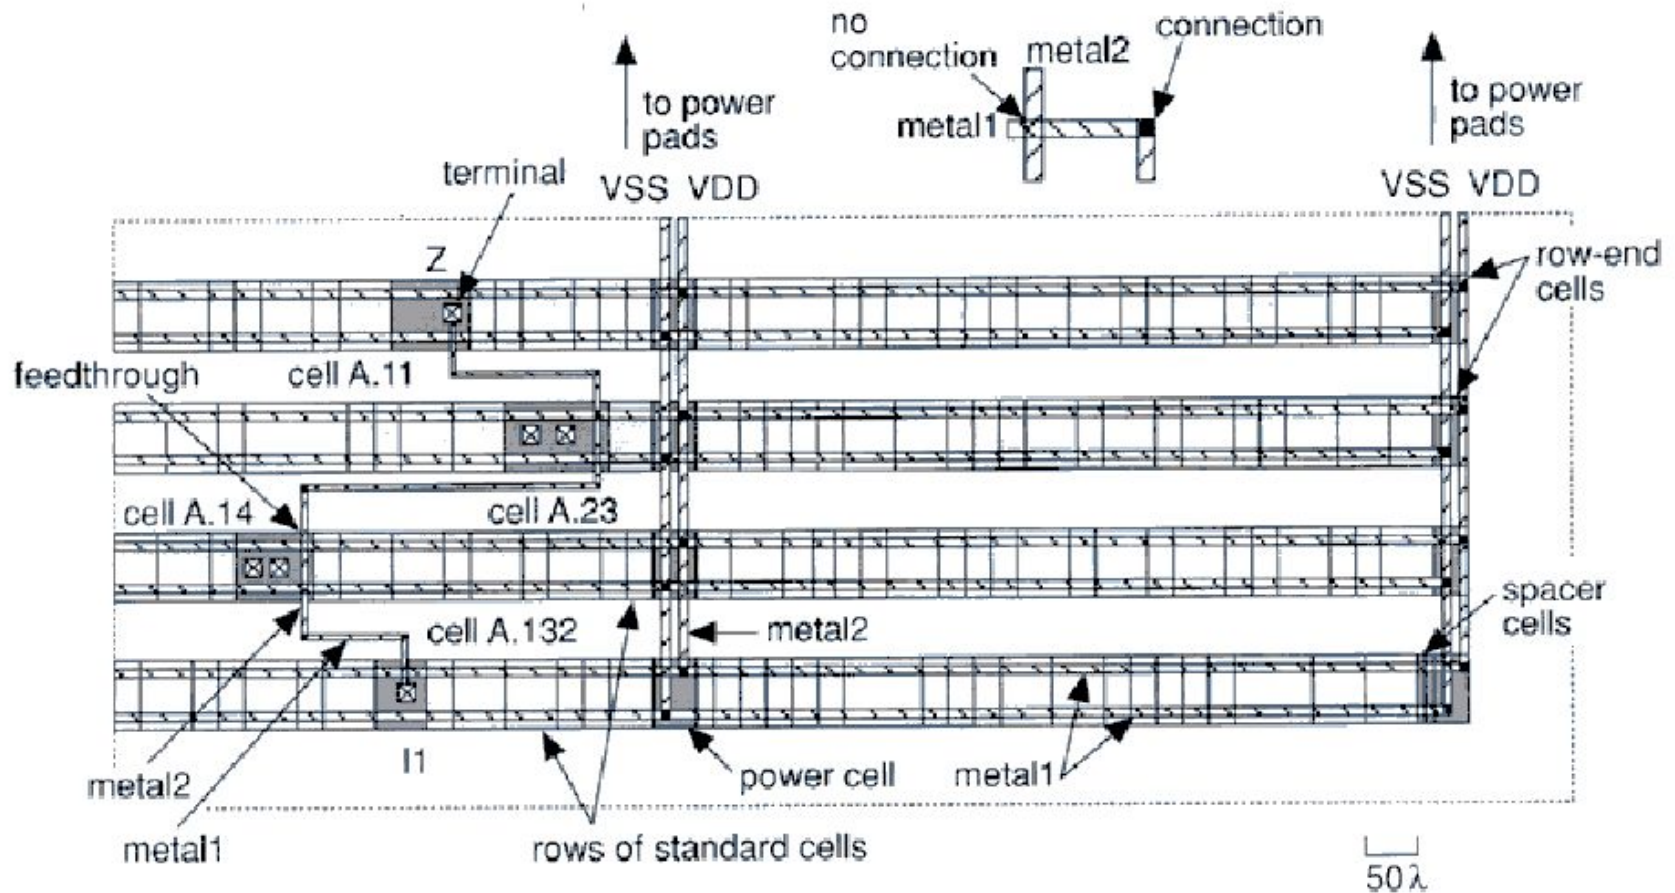 no
connection
metal2
connection
to power
pads
metal1
to power
pads
terminal
VSS VDD
VSS VDD
Z
row-end
cells
feedthrough
cell A.11
cell A.14
cell A.23
spacer
cells
cell A.132
metal2
I1
metal2
power cell
metal1
metal1
rows of standard cells
50 λ